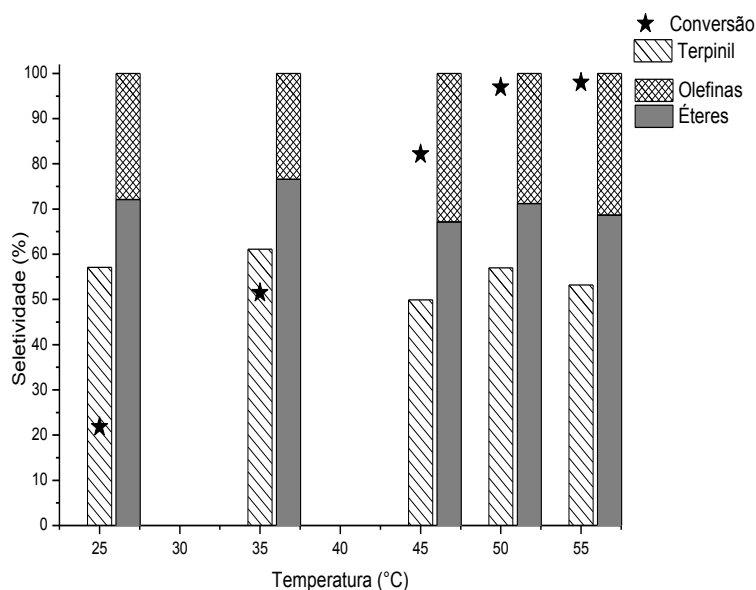 Conversão
Terpinil
Olefinas
Éteres
100
90
80
70
60
50
40
30
20
10
0
Seletividade (%)
25 30 35 40 45 50 55
Temperatura (°C)